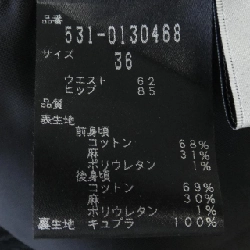 品番
531-0130468
サイズ
36
ウエスト 62
ヒップ 85
品質
表生地
前身頃
コットン 68%
麻 31%
ポリウレタン 1%
後身頃
コットン 69%
麻 30%
ポリウレタン 1%
裏生地 キュプラ 100%